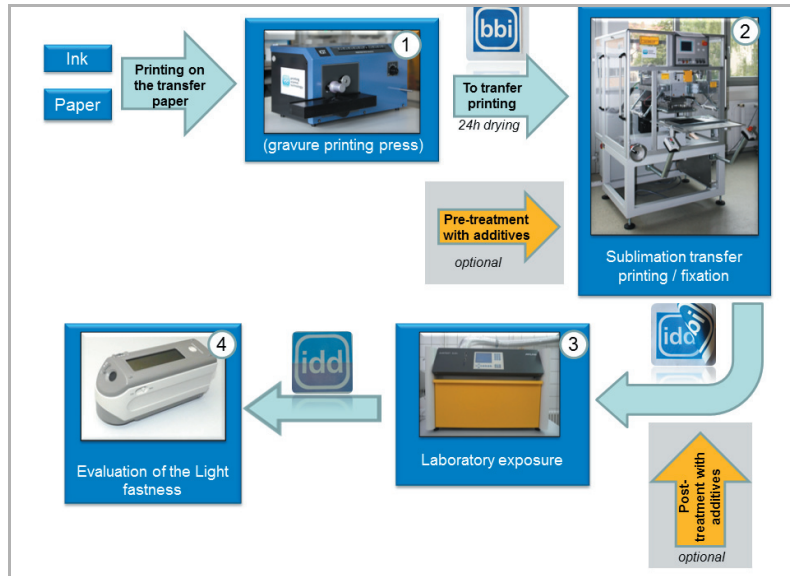 Ink
Paper
Printing on
the transfer
paper
1
(gravure printing press)
bbi
To tranfer
printing
24h drying
2
Sublimation transfer
printing / fixation
Pre-treatment
with additives
optional
idd
bi
3
Laboratory exposure
Post-
treatment with
additives
optional
idd
4
Evaluation of the Light
fastness